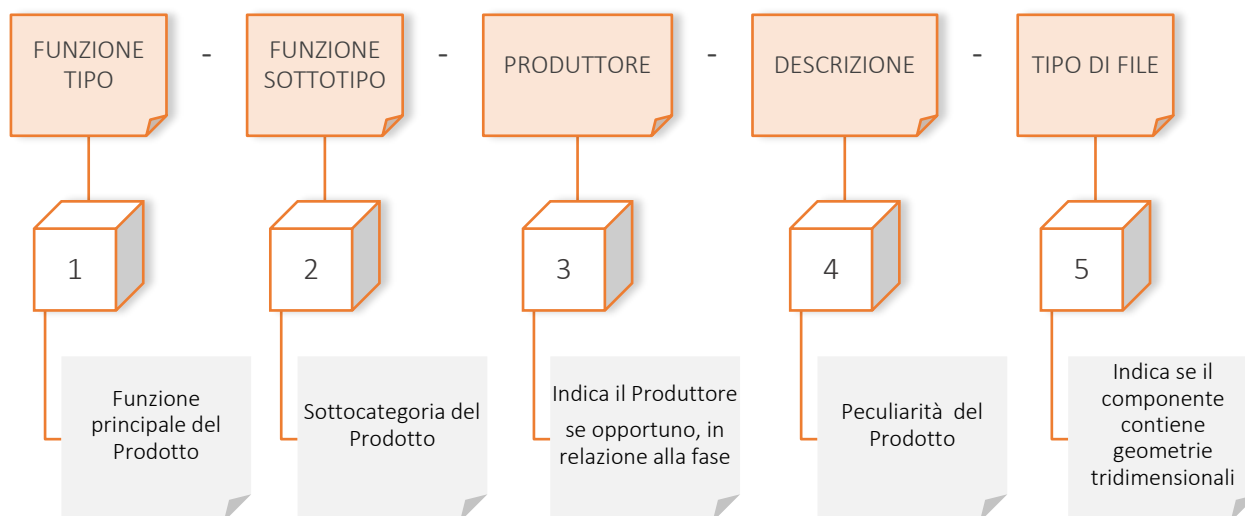 FUNZIONE
TIPO
-
FUNZIONE
SOTTOTIPO
-
PRODUTTORE
-
DESCRIZIONE
-
TIPO DI FILE
1
2
3
4
5
Funzione
principale del
Prodotto
Sottocategoria del
Prodotto
Indica il Produttore
se opportuno, in
relazione alla fase
Peculiarità del
Prodotto
Indica se il
componente
contiene
geometrie
tridimensionali